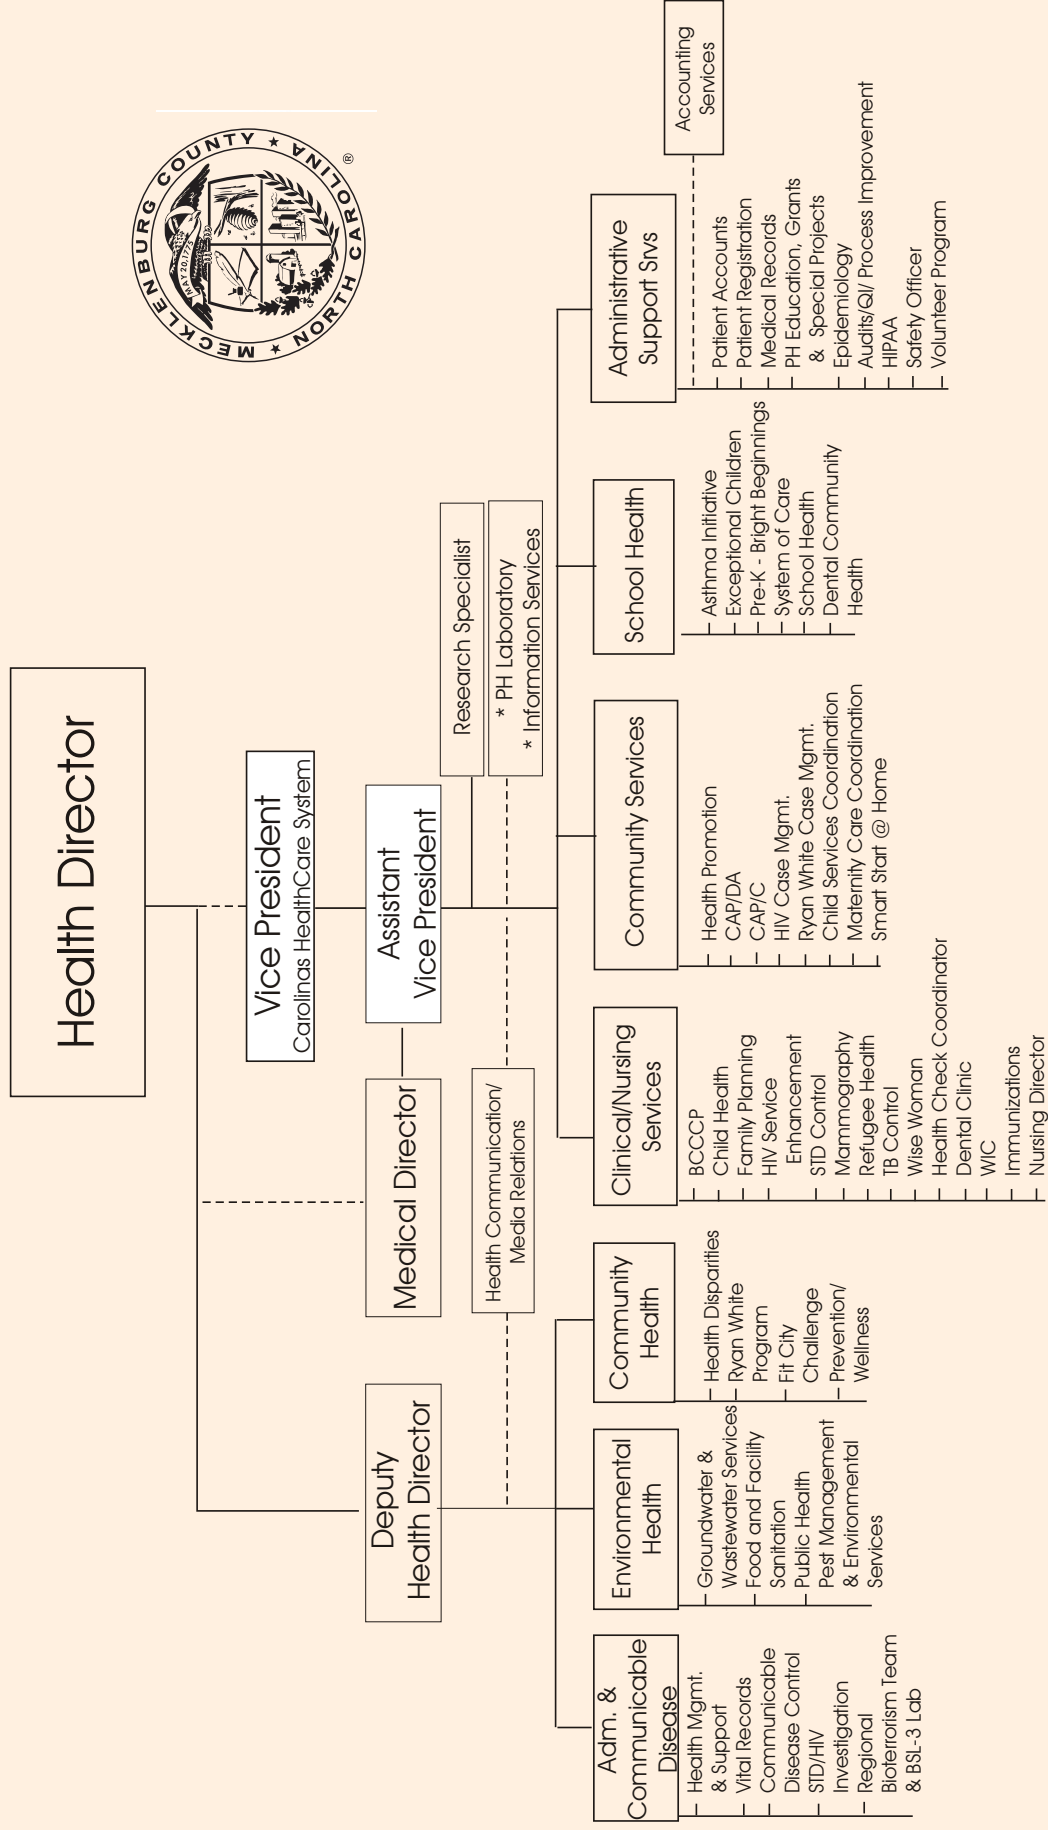 Health Director
MECKLENBURG COUNTY ★ NORTH CAROLINA ★
MAY 20, 1775
®
Vice President
Carolinas HealthCare System
Deputy
Health Director
Medical Director
Assistant
Vice President
Research Specialist
* PH Laboratory
* Information Services
Health Communication/
Media Relations
Adm. &
Communicable
Disease
Health Mgmt.
& Support
Vital Records
Communicable
Disease Control
STD/HIV
Investigation
Regional
Bioterrorism Team
& BSL-3 Lab
Environmental
Health
Groundwater &
Wastewater Services
Food and Facility
Sanitation
Public Health
Pest Management
& Environmental
Services
Community
Health
Health Disparities
Ryan White
Program
Fit City
Challenge
Prevention/
Wellness
Clinical/Nursing
Services
BCCCP
Child Health
Family Planning
HIV Service
Enhancement
STD Control
Mammography
Refugee Health
TB Control
Wise Woman
Health Check Coordinator
Dental Clinic
WIC
Immunizations
Nursing Director
Community Services
Health Promotion
CAP/DA
CAP/C
HIV Case Mgmt.
Ryan White Case Mgmt.
Child Services Coordination
Maternity Care Coordination
Smart Start @ Home
School Health
Asthma Initiative
Exceptional Children
Pre-K - Bright Beginnings
System of Care
School Health
Dental Community
Health
Administrative
Support Srvs
Accounting
Services
Patient Accounts
Patient Registration
Medical Records
PH Education, Grants
& Special Projects
Epidemiology
Audits/QI/ Process Improvement
HIPAA
Safety Officer
Volunteer Program